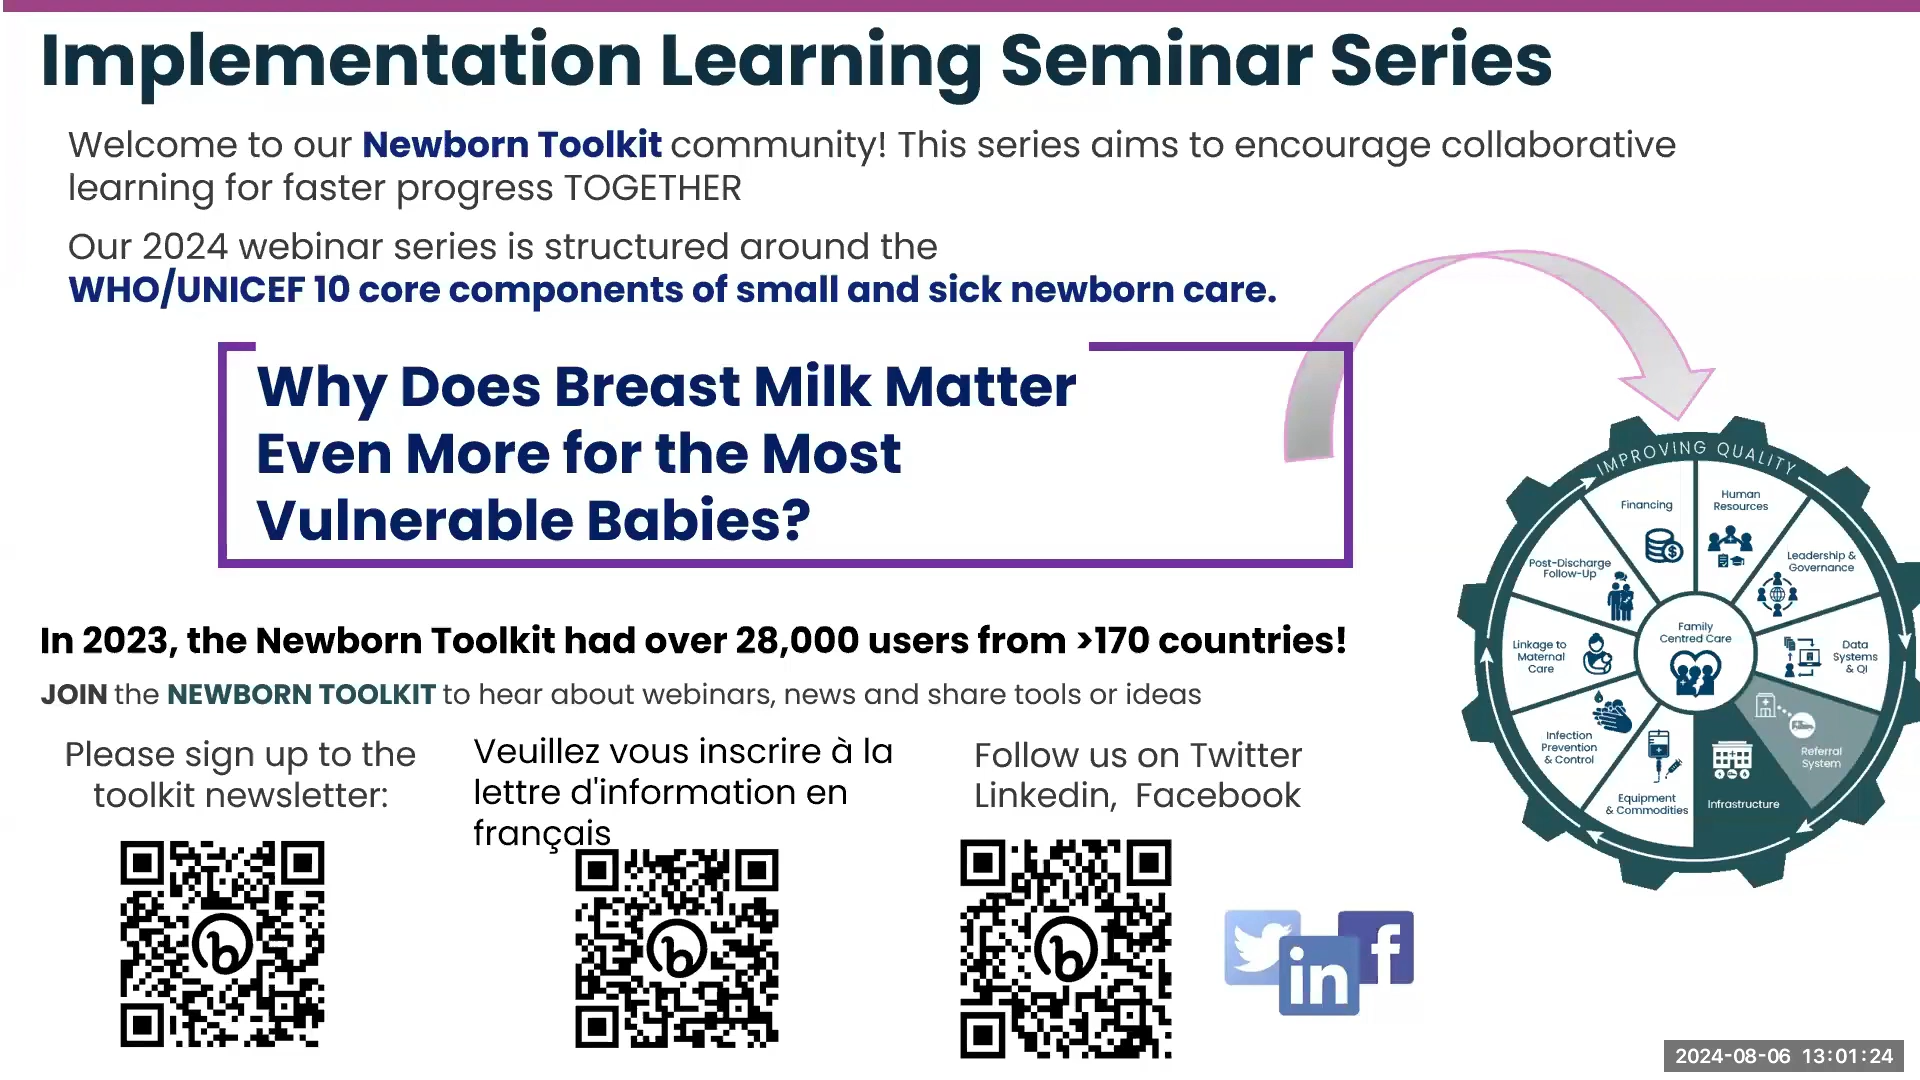 Implementation Learning Seminar Series
Welcome to our Newborn Toolkit community! This series aims to encourage collaborative
learning for faster progress TOGETHER
Our 2024 webinar series is structured around the
WHO/UNICEF 10 core components of small and sick newborn care.
Why Does Breast Milk Matter
Even More for the Most
Vulnerable Babies?
IMPROVING QUALITY
Financing
Human
Resources
Leadership &
Governance
Data
Systems
& QI
Referral
System
Infrastructure
Equipment
& Commodities
Infection
Prevention
& Control
Linkage to
Maternal
Care
Post-Discharge
Follow-Up
Family
Centred Care
In 2023, the Newborn Toolkit had over 28,000 users from >170 countries!
JOIN the NEWBORN TOOLKIT to hear about webinars, news and share tools or ideas
Please sign up to the
toolkit newsletter:
Veuillez vous inscrire à la
lettre d'information en
français
Follow us on Twitter
Linkedin, Facebook
b
b
b
in
f
2024-08-06 13:01:24